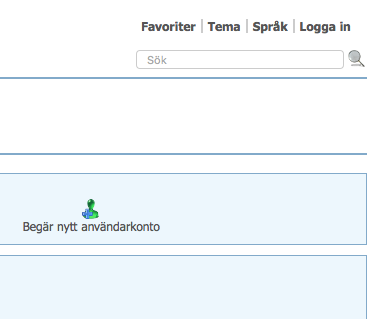 Favoriter | Tema | Språk | Logga in
Sök
Begär nytt användarkonto